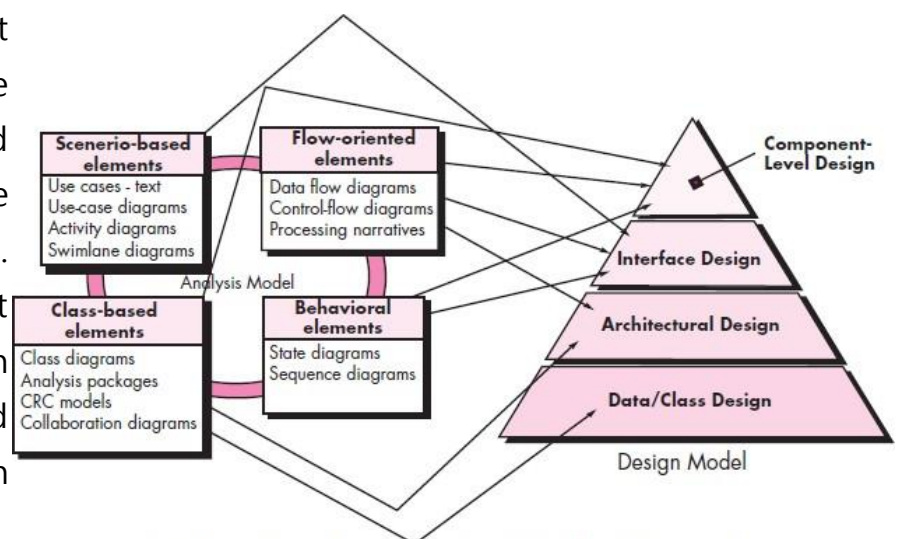 t
e
d
e
.
t
n
d
n
Scenerio-based
elements
Use cases - text
Use-case diagrams
Activity diagrams
Swimlane diagrams
Flow-oriented
elements
Data flow diagrams
Control-flow diagrams
Processing narratives
Analysis Model
Class-based
elements
Class diagrams
Analysis packages
CRC models
Collaboration diagrams
Behavioral
elements
State diagrams
Sequence diagrams
Component-
Level Design
Interface Design
Architectural Design
Data/Class Design
Design Model